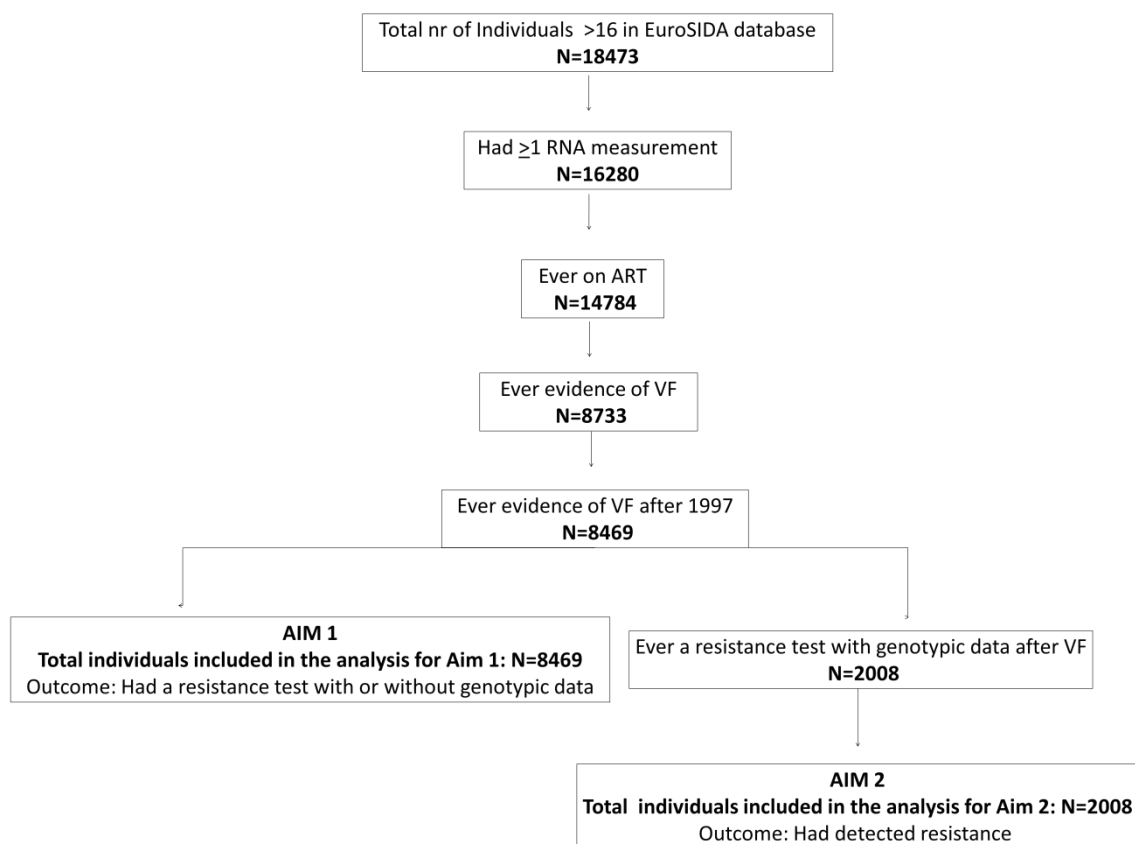 Total nr of Individuals >16 in EuroSIDA database
N=18473
Had ≥1 RNA measurement
N=16280
Ever on ART
N=14784
Ever evidence of VF
N=8733
Ever evidence of VF after 1997
N=8469
AIM 1
Total individuals included in the analysis for Aim 1: N=8469
Outcome: Had a resistance test with or without genotypic data
Ever a resistance test with genotypic data after VF
N=2008
AIM 2
Total individuals included in the analysis for Aim 2: N=2008
Outcome: Had detected resistance